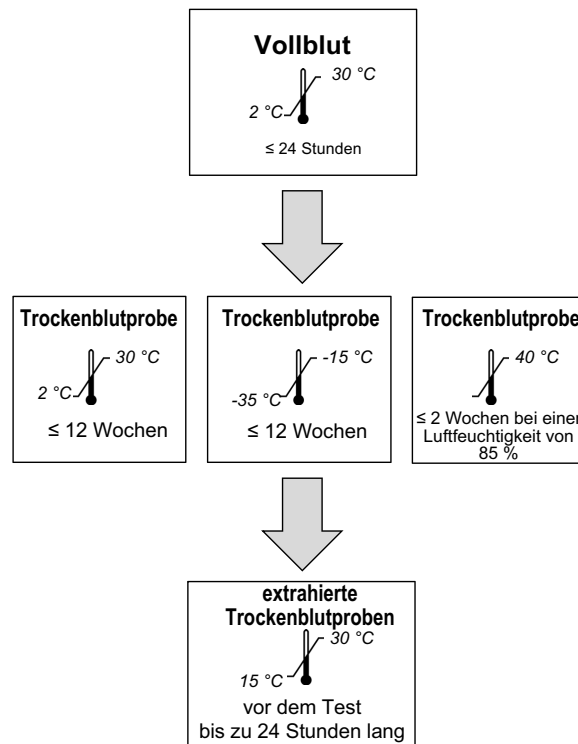 Vollblut
30 °C
2 °C
≤ 24 Stunden
Trockenblutprobe
30 °C
2 °C
≤ 12 Wochen
Trockenblutprobe
-15 °C
-35 °C
≤ 12 Wochen
Trockenblutprobe
40 °C
≤ 2 Wochen bei einer
Luftfeuchtigkeit von
85 %
extrahierte
Trockenblutproben
30 °C
15 °C
vor dem Test
bis zu 24 Stunden lang